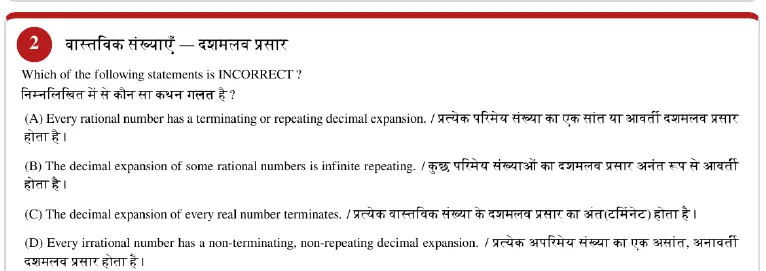 2 वास्तविक संख्याएँ — दशमलव प्रसार
Which of the following statements is INCORRECT ?
निम्नलिखित में से कौन सा कथन गलत है ?
(A) Every rational number has a terminating or repeating decimal expansion. / प्रत्येक परिमेय संख्या का एक सांत या आवर्ती दशमलव प्रसार
होता है ।
(B) The decimal expansion of some rational numbers is infinite repeating. / कुछ परिमेय संख्याओं का दशमलव प्रसार अनंत रूप से आवर्ती
होता है ।
(C) The decimal expansion of every real number terminates. / प्रत्येक वास्तविक संख्या के दशमलव प्रसार का अंत(टर्मिनेट) होता है ।
(D) Every irrational number has a non-terminating, non-repeating decimal expansion. / प्रत्येक अपरिमेय संख्या का एक असांत, अनावर्ती
दशमलव प्रसार होता है ।